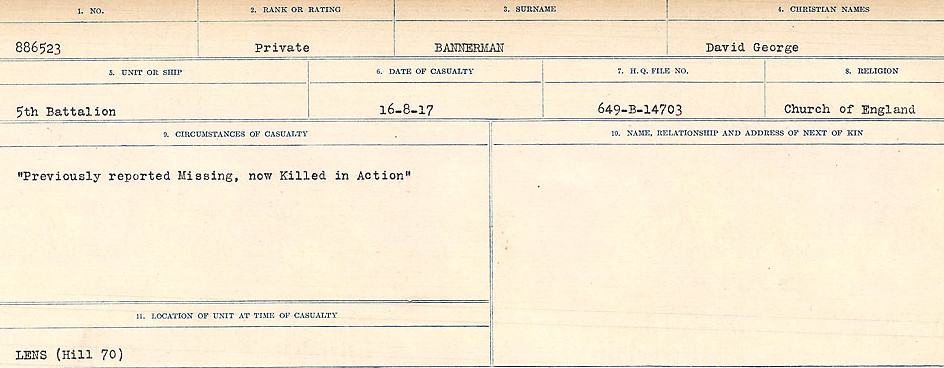 1. NO.
2. RANK OR RATING
3. SURNAME
4. CHRISTIAN NAMES
886523
Private
BANNERMAN
David George
5. UNIT OR SHIP
6. DATE OF CASUALTY
7. H.Q. FILE NO.
8. RELIGION
5th Battalion
16-8-17
649-B-14703
Church of England
9. CIRCUMSTANCES OF CASUALTY
"Previously reported Missing, now Killed in Action"
10. NAME, RELATIONSHIP AND ADDRESS OF NEXT OF KIN
11. LOCATION OF UNIT AT TIME OF CASUALTY
LENS (Hill 70)